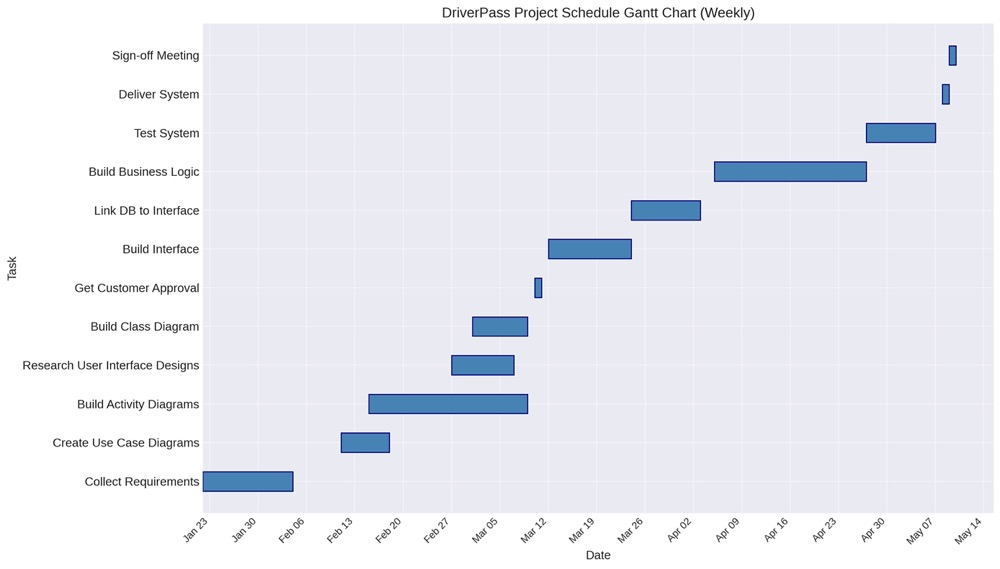 DriverPass Project Schedule Gantt Chart (Weekly)
Task
Sign-off Meeting
Deliver System
Test System
Build Business Logic
Link DB to Interface
Build Interface
Get Customer Approval
Build Class Diagram
Research User Interface Designs
Build Activity Diagrams
Create Use Case Diagrams
Collect Requirements
Jan 23
Jan 30
Feb 06
Feb 13
Feb 20
Feb 27
Mar 05
Mar 12
Mar 19
Mar 26
Apr 02
Apr 09
Apr 16
Apr 23
Apr 30
May 07
May 14
Date